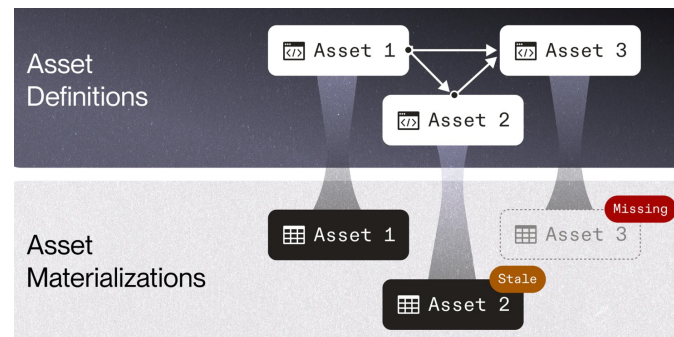 Asset
Definitions
</> Asset 1
</> Asset 3
</> Asset 2
Asset
Materializations
Asset 1
Missing
Asset 3
Stale
Asset 2